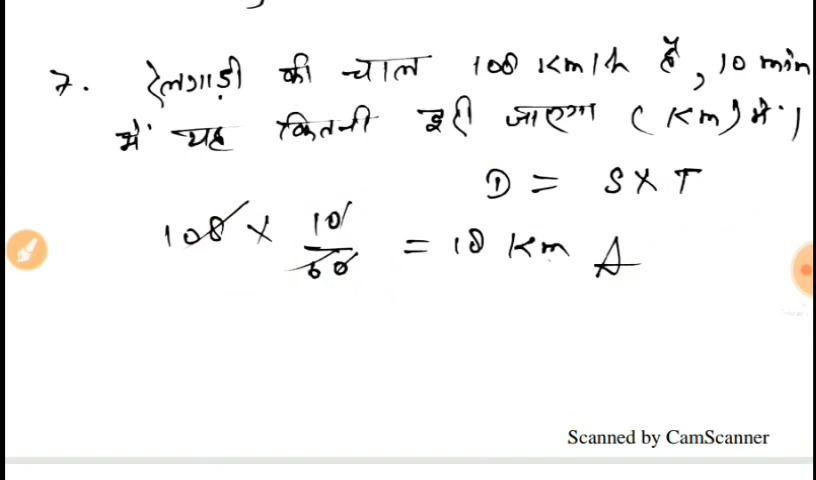 7. रेलगाड़ी की चाल 108 km/h है, 10 min
में यह कितनी दूरी जाएगा (km) में।
D = S X T
108 × 10/60 = 18 km A
Scanned by CamScanner